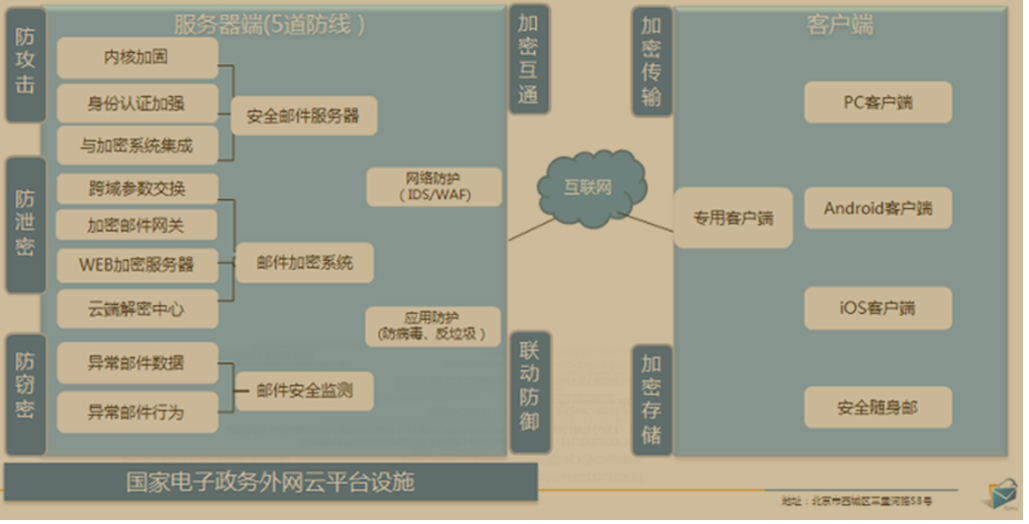 防攻击
服务器端(5道防线)
内核加固
身份认证加强
与加密系统集成
安全邮件服务器
防泄密
跨域参数交换
加密邮件网关
WEB加密服务器
云端解密中心
邮件加密系统
网络防护
(IDS/WAF)
应用防护
(防病毒、反垃圾)
防窃密
异常邮件数据
异常邮件行为
邮件安全监测
加密互通
联动防御
互联网
加密传输
加密存储
客户端
专用客户端
PC客户端
Android客户端
iOS客户端
安全随身邮
国家电子政务外网云平台设施
地址:北京市西城区三里河路58号